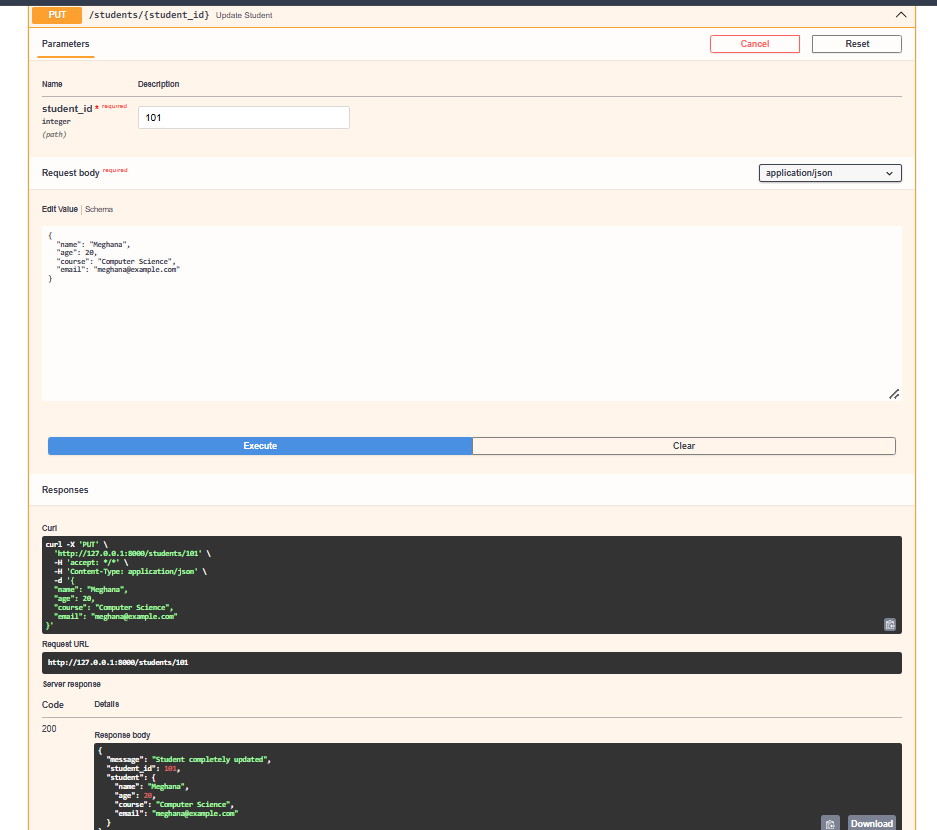 PUT /students/{student_id} Update Student
Parameters
Cancel
Reset
Name Description
student_id * required
integer
(path)
101
Request body required
application/json
Edit Value | Schema
{
  "name": "Meghana",
  "age": 20,
  "course": "Computer Science",
  "email": "meghana@example.com"
}
Execute
Clear
Responses
Curl
curl -X 'PUT' \
  'http://127.0.0.1:8000/students/101' \
  -H 'accept: */*' \
  -H 'Content-Type: application/json' \
  -d '{
  "name": "Meghana",
  "age": 20,
  "course": "Computer Science",
  "email": "meghana@example.com"
}'
Request URL
http://127.0.0.1:8000/students/101
Server response
Code Details
200
Response body
{
  "message": "Student completely updated",
  "student_id": 101,
  "student": {
    "name": "Meghana",
    "age": 20,
    "course": "Computer Science",
    "email": "meghana@example.com"
  }
Download